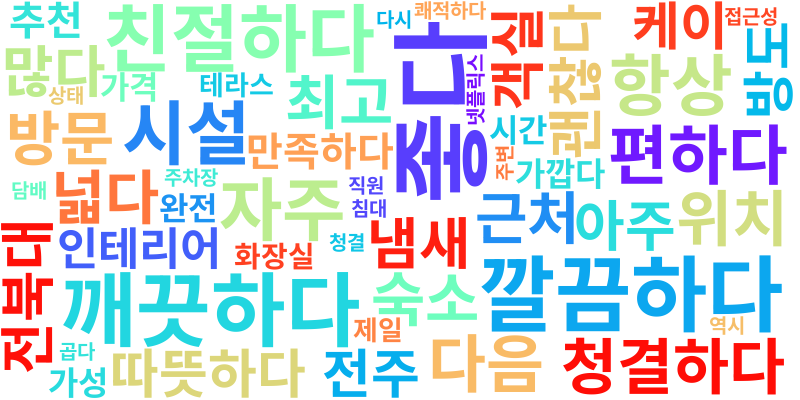 추천
친절하다
다시
쾌적하다
좋다
객실
괜찮다
케이
접근성
방도
많다
상태
가격
테라스
최고
넷플릭스
항상
방문
시설
만족하다
시간
주변
가깝다
편하다
담배
넓다
주차장
완전
자주
직원
침대
근처
아주
위치
전북대
인테리어
화장실
청결
냄새
깨끗하다
숙소
깔끔하다
곱다
가성
따뜻하다
전주
제일
다음
청결하다
역시